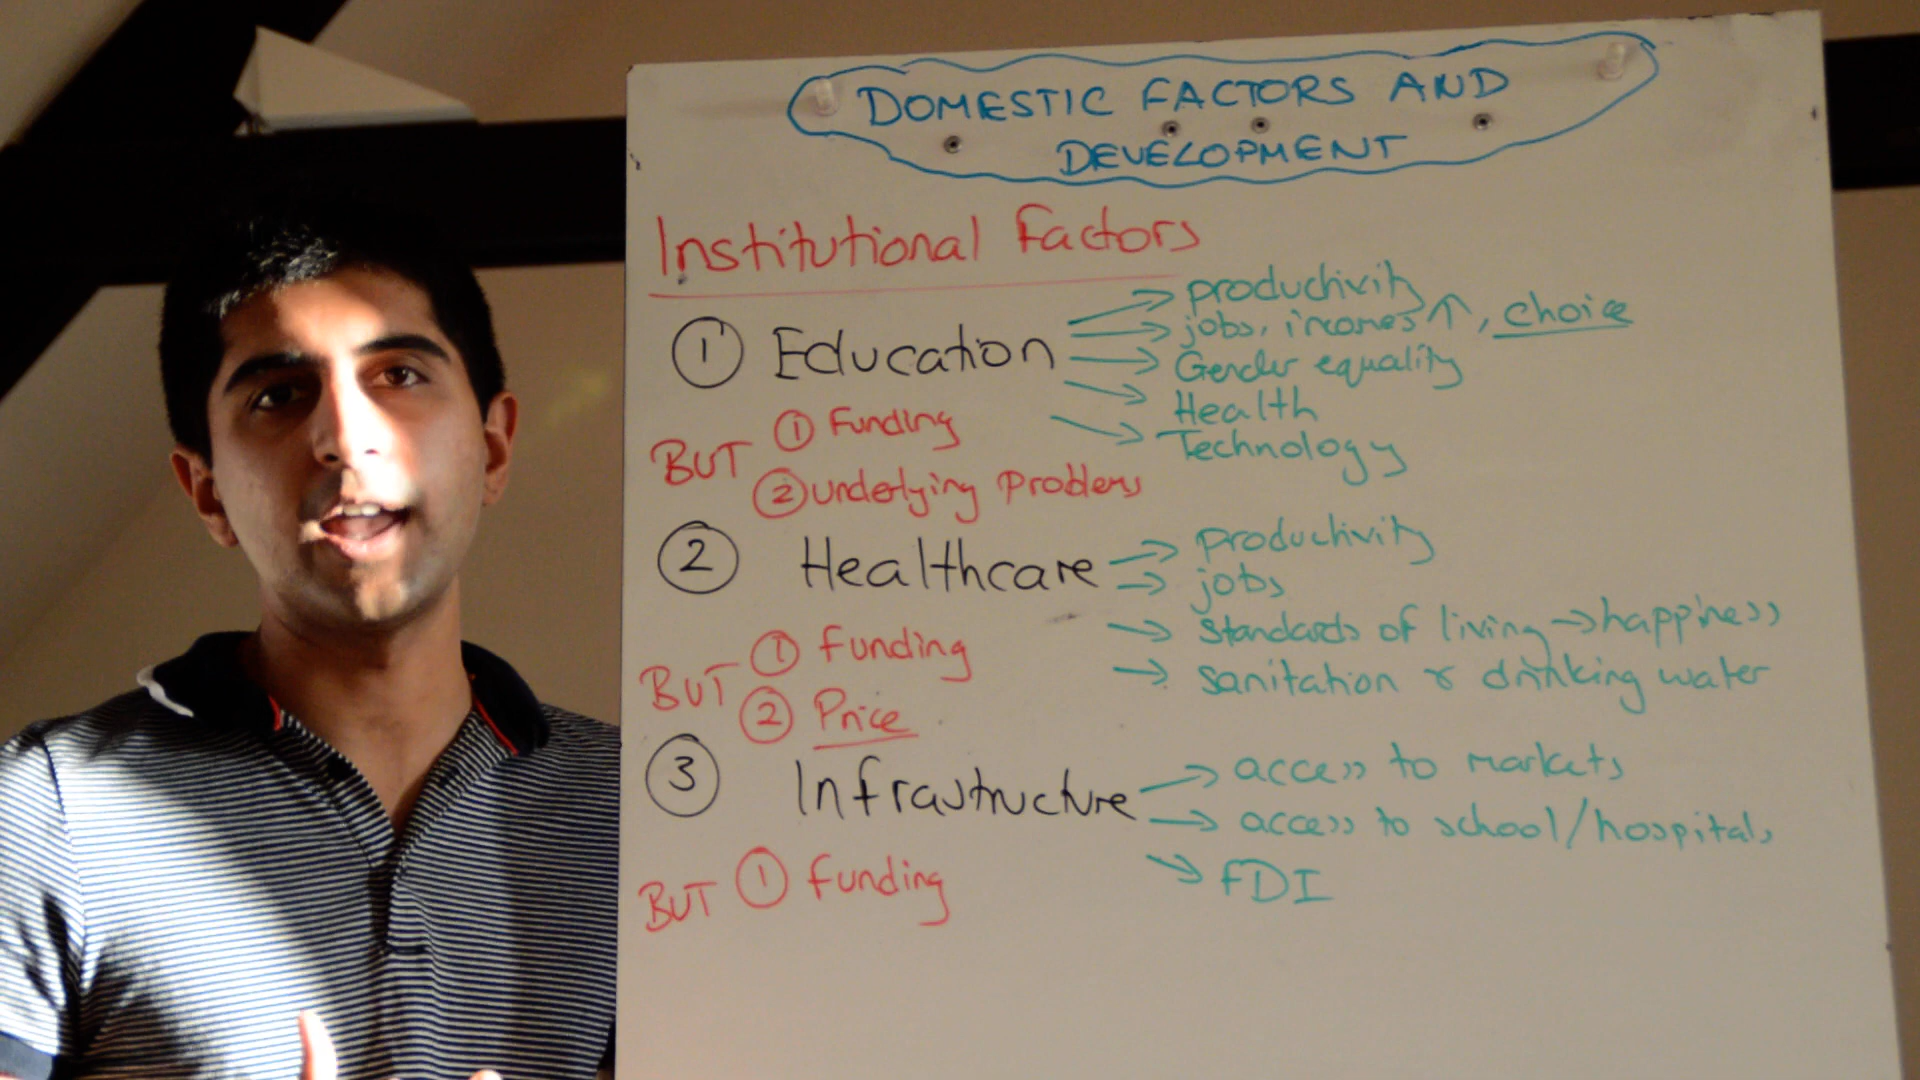 DOMESTIC FACTORS AND
DEVELOPMENT
Institutional Factors
① Education
→ productivity
→ jobs, incomes ↑, choice
→ Gender equality
→ Health
→ Technology
BUT ① Funding
② underlying problems
② Healthcare
→ productivity
→ jobs
→ Standards of living → happiness
→ sanitation & drinking water
BUT ① Funding
② Price
③ Infrastructure
→ access to markets
→ access to school/hospitals
→ FDI
BUT ① Funding